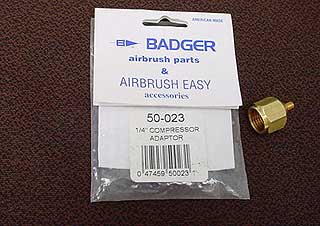 AMERICAN MADE
BADGER
airbrush parts
&
AIRBRUSH EASY
accessories
50-023
1/4" COMPRESSOR
ADAPTOR
0 47459 50023 1